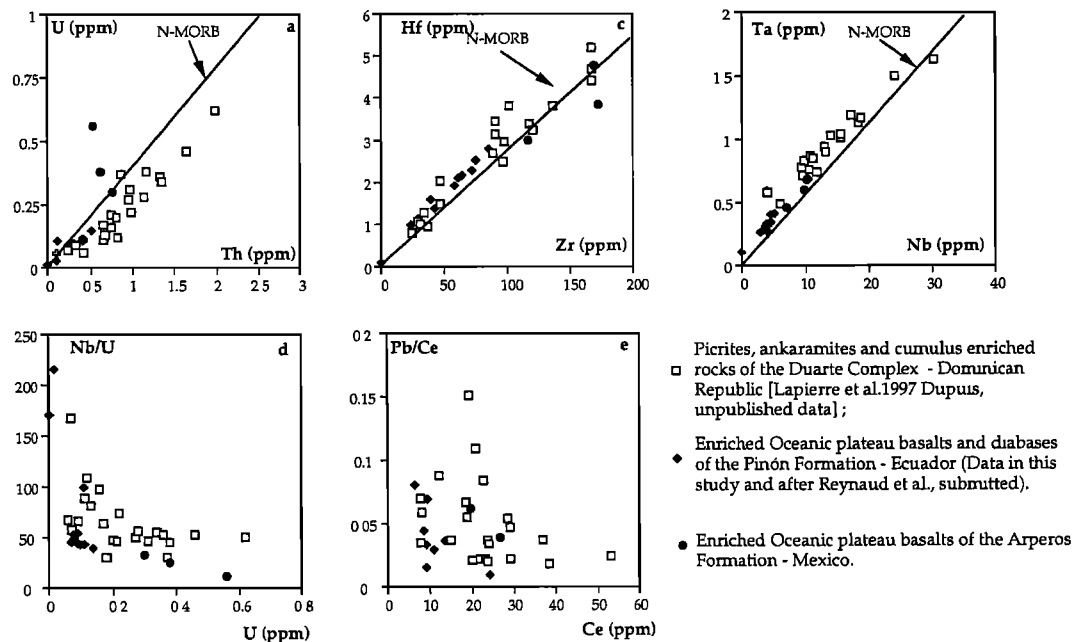 U (ppm)
a
N-MORB
Th (ppm)
1
0.75
0.5
0.25
0
0
0 5
1
1.5
2
2.5
3
Hf (ppm)
c
N-MORB
Zr (ppm)
6
5
4
3
2
1
0
0
50
100
150
200
Ta (ppm)
N-MORB
Nb (ppm)
2
1.5
1
0.5
0
0
10
20
30
40
Nb/U
d
250
200
150
100
50
0
0
0 2
0 4
0.6
0 8
U (ppm)
Pb/Ce
e
0 2
0.15
0.1
0.05
0
0
10
20
30
40
50
60
Ce (ppm)
Picrites, ankaramites and cumulus enriched
rocks of the Duarte Complex - Dominican
Republic [Lapierre et al.1997 Dupuis,
unpublished data] ;
Enriched Oceanic plateau basalts and diabases
of the Pinón Formation - Ecuador (Data in this
study and after Reynaud et al., submitted).
Enriched Oceanic plateau basalts of the Arperos
Formation - Mexico.